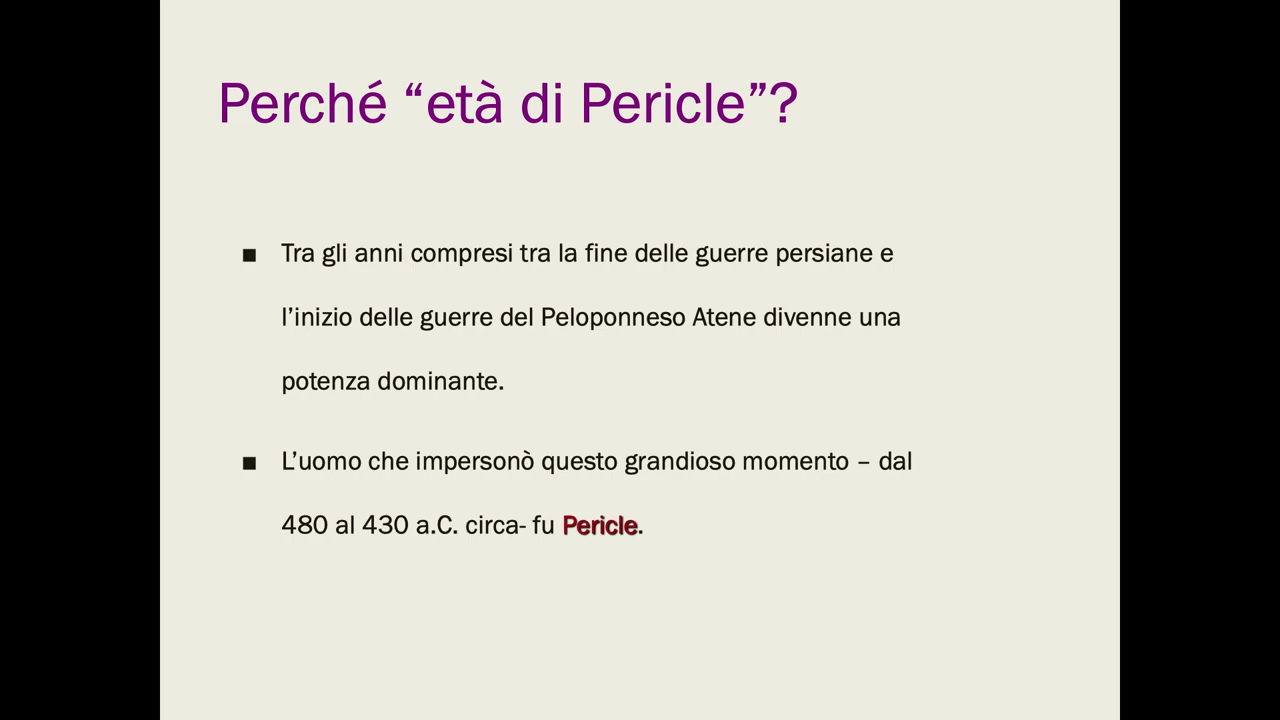 Perché “età di Pericle”?
▪ Tra gli anni compresi tra la fine delle guerre persiane e
l’inizio delle guerre del Peloponneso Atene divenne una
potenza dominante.
▪ L’uomo che impersonò questo grandioso momento – dal
480 al 430 a.C. circa- fu Pericle.